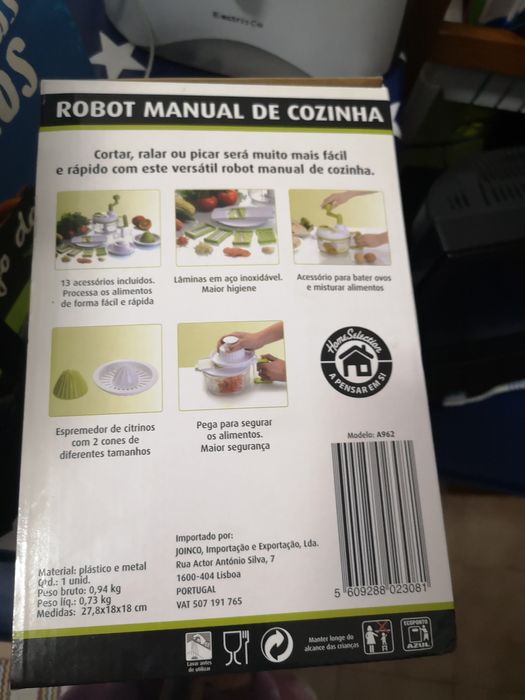 ElectrisCo
ROBOT MANUAL DE COZINHA
Cortar, ralar ou picar será muito mais fácil
e rápido com este versátil robot manual de cozinha.
13 acessórios incluídos.
Processa os alimentos
de forma fácil e rápida
Lâminas em aço inoxidável.
Maior higiene
Acessório para bater ovos
e misturar alimentos
Espremedor de citrinos
com 2 cones de
diferentes tamanhos
Pega para segurar
os alimentos.
Maior segurança
HomeSelection
A PENSAR EM SI
Modelo: A962
5 609288 023081
Importado por:
JOINCO, Importação e Exportação, Lda.
Rua Actor António Silva, 7
1600-404 Lisboa
PORTUGAL
VAT 507 191 765
Material: plástico e metal
Qtd.: 1 unid.
Peso bruto: 0,94 kg
Peso líq.: 0,73 kg
Medidas: 27,8x18x18 cm
Lavar antes
de utilizar
Manter longe do
alcance das crianças
ECOPONTO
AZUL